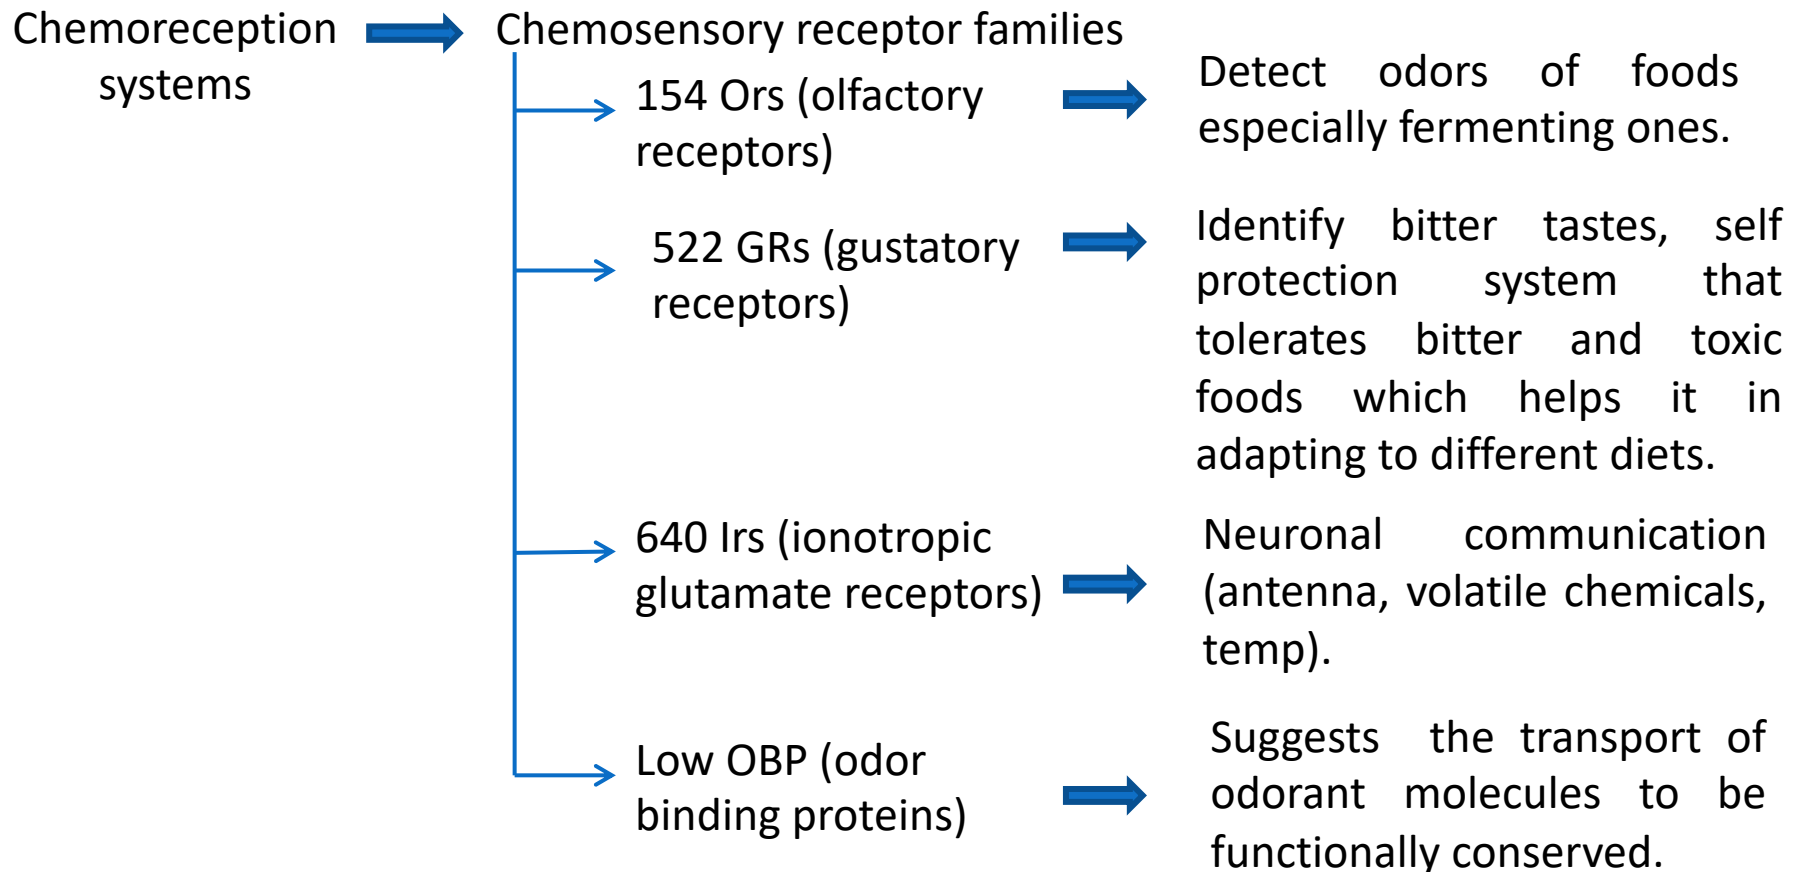 Chemoreception
systems
Chemosensory receptor families
154 Ors (olfactory
receptors)
Detect odors of foods
especially fermenting ones.
522 GRs (gustatory
receptors)
Identify bitter tastes, self
protection system that
tolerates bitter and toxic
foods which helps it in
adapting to different diets.
640 Irs (ionotropic
glutamate receptors)
Neuronal communication
(antenna, volatile chemicals,
temp).
Low OBP (odor
binding proteins)
Suggests the transport of
odorant molecules to be
functionally conserved.